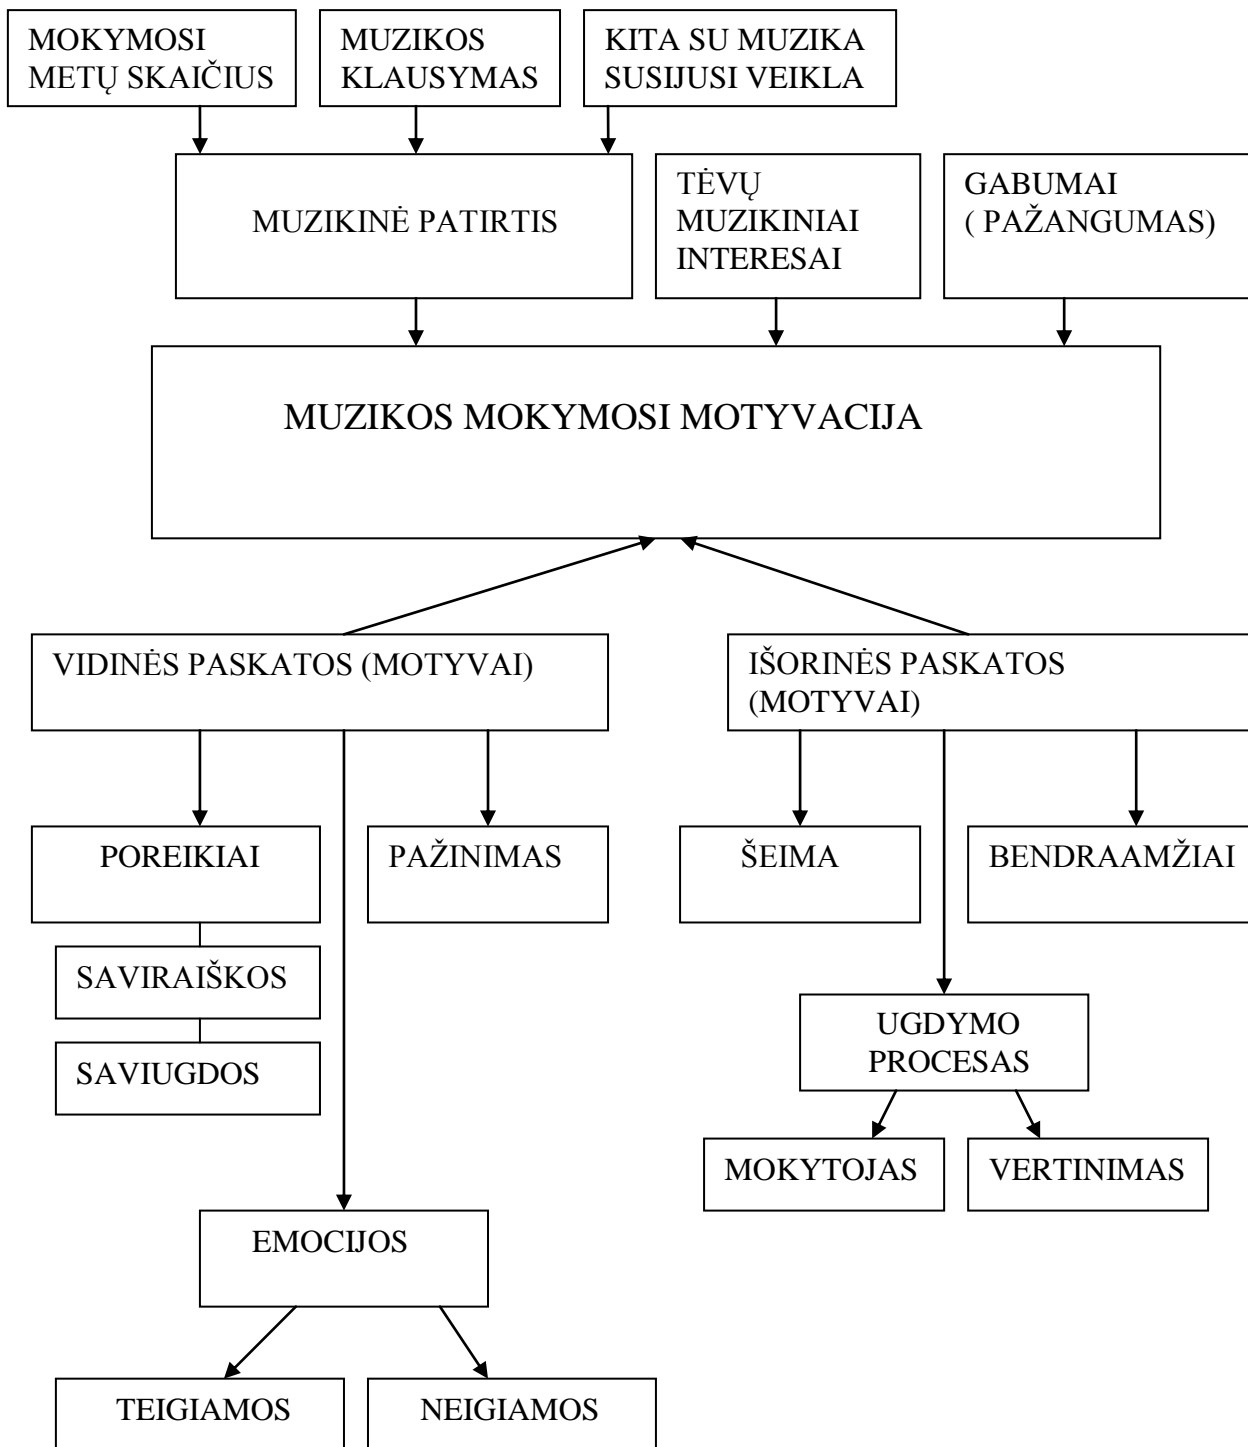 MOKYMOSI
METŲ SKAIČIUS
MUZIKOS
KLAUSYMAS
KITA SU MUZIKA
SUSIJUSI VEIKLA
MUZIKINĖ PATIRTIS
TĖVŲ
MUZIKINIAI
INTERESAI
GABUMAI
( PAŽANGUMAS)
MUZIKOS MOKYMOSI MOTYVACIJA
VIDINĖS PASKATOS (MOTYVAI)
IŠORINĖS PASKATOS
(MOTYVAI)
POREIKIAI
PAŽINIMAS
ŠEIMA
BENDRAAMŽIAI
SAVIRAIŠKOS
SAVIUGDOS
UGDYMO
PROCESAS
MOKYTOJAS
VERTINIMAS
EMOCIJOS
TEIGIAMOS
NEIGIAMOS